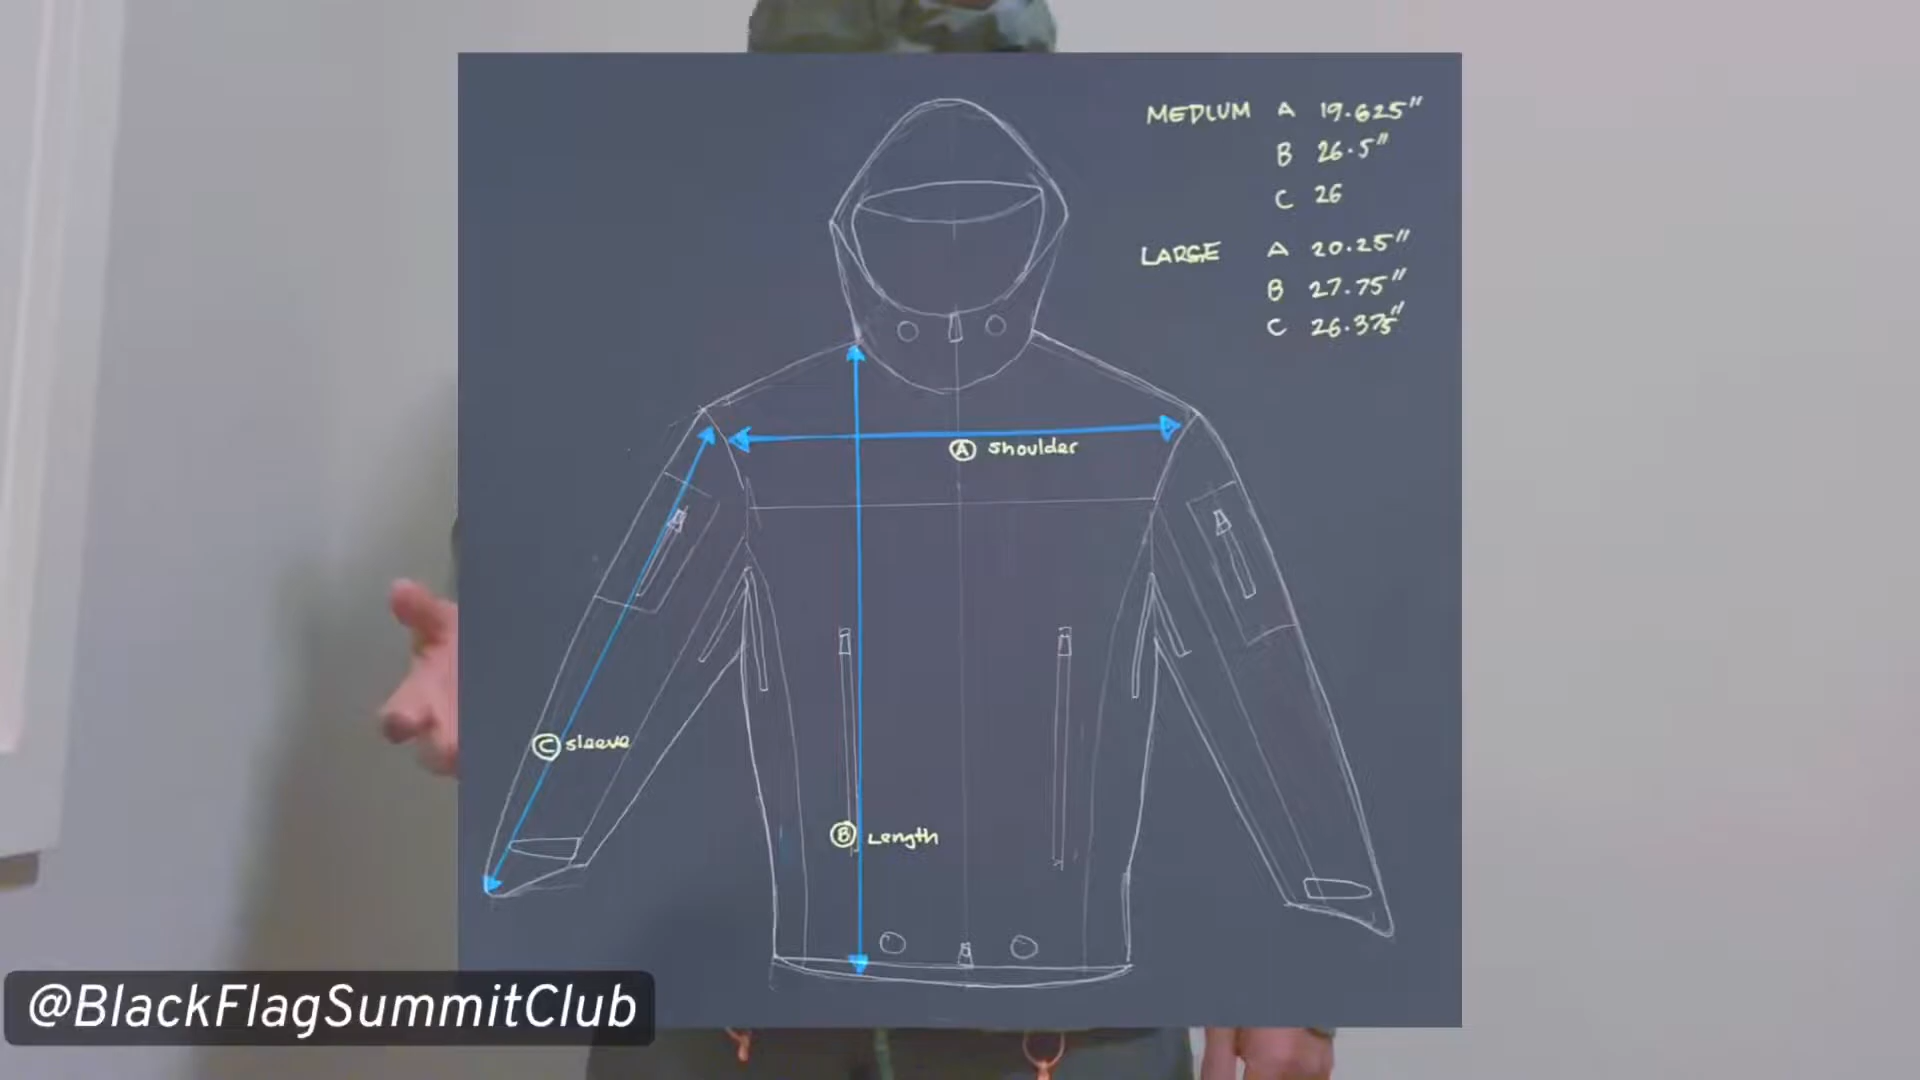 MEDIUM A 19.625"
B 26.5"
C 26
LARGE A 20.25"
B 27.75"
C 26.375"
A shoulder
C sleeve
B Length
@BlackFlagSummitClub